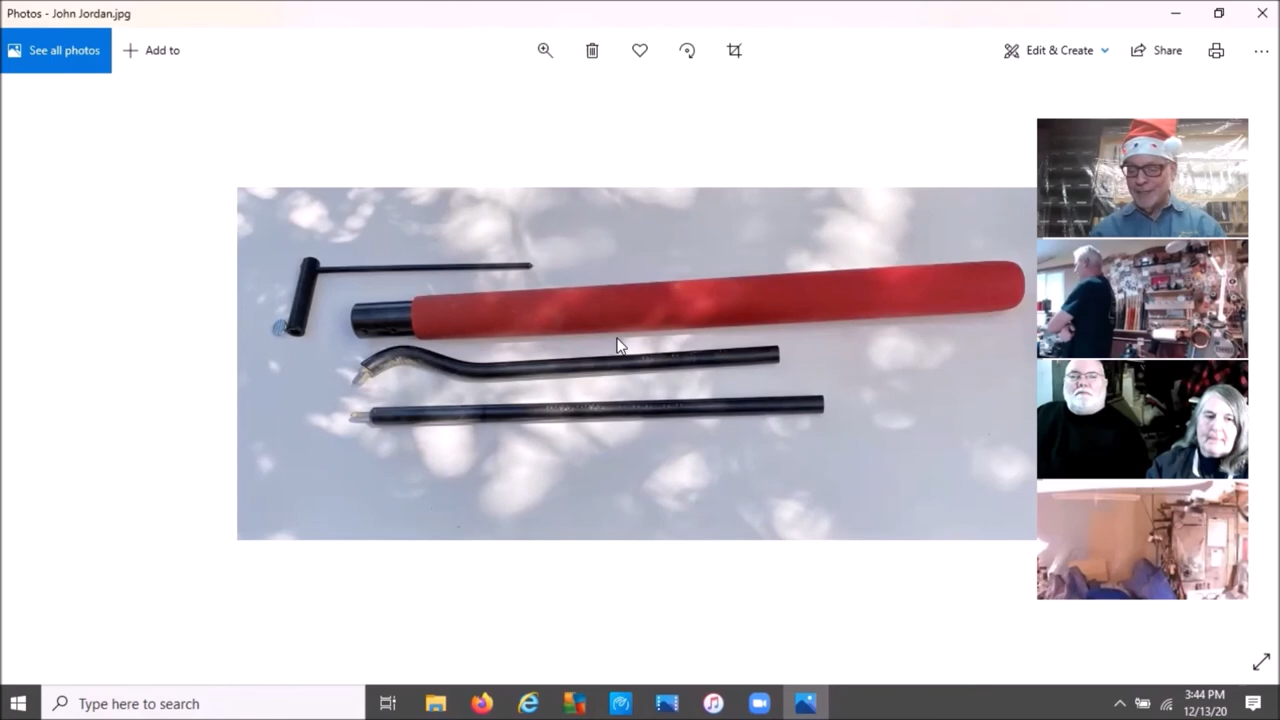 Photos - John Jordan.jpg
See all photos
Add to
Edit & Create
Share
Type here to search
3:44 PM
12/13/20